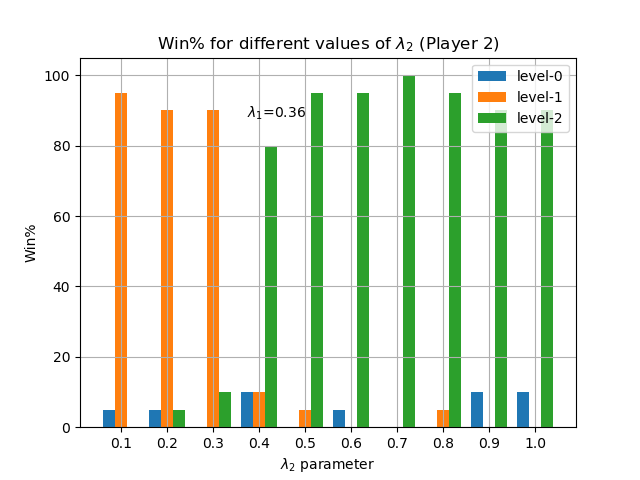 Win% for different values of λ₂ (Player 2)
100
80
60
40
20
0
Win%
λ₁=0.36
level-0
level-1
level-2
0.1 0.2 0.3 0.4 0.5 0.6 0.7 0.8 0.9 1.0
λ₂ parameter